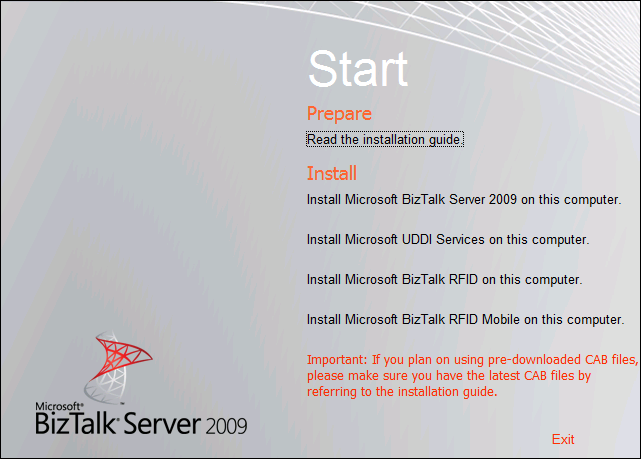 Start
Prepare
Read the installation guide.
Install
Install Microsoft BizTalk Server 2009 on this computer.
Install Microsoft UDDI Services on this computer.
Install Microsoft BizTalk RFID on this computer.
Install Microsoft BizTalk RFID Mobile on this computer.
Important: If you plan on using pre-downloaded CAB files,
please make sure you have the latest CAB files by
referring to the installation guide.
Microsoft®
BizTalk® Server 2009
Exit